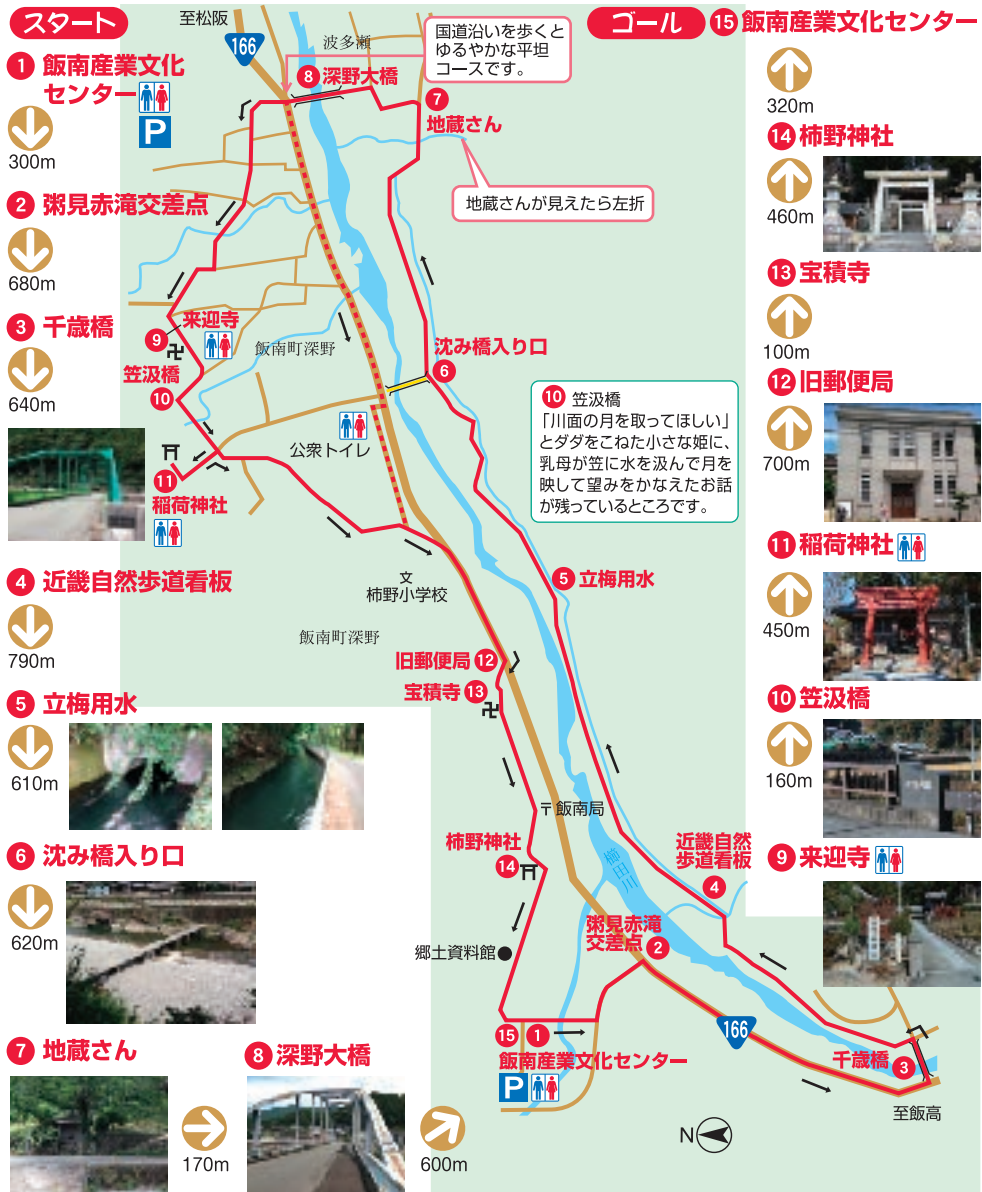 スタート
1 飯南産業文化
センター
P
300m
2 粥見赤滝交差点
680m
3 千歳橋
640m
4 近畿自然歩道看板
790m
5 立梅用水
610m
6 沈み橋入り口
620m
7 地蔵さん
170m
8 深野大橋
600m
ゴール
15 飯南産業文化センター
320m
14 柿野神社
460m
13 宝積寺
100m
12 旧郵便局
700m
11 稲荷神社
450m
10 笠汲橋
160m
9 来迎寺
至松阪
166
波多瀬
国道沿いを歩くと
ゆるやかな平坦
コースです。
8 深野大橋
7
地蔵さん
地蔵さんが見えたら左折
来迎寺
9
飯南町深野
沈み橋入り口
6
笠汲橋
10
公衆トイレ
11
稲荷神社
10 笠汲橋
「川面の月を取ってほしい」
とダダをこねた小さな姫に、
乳母が笠に水を汲んで月を
映して望みをかなえたお話
が残っているところです。
文
柿野小学校
5 立梅用水
飯南町深野
旧郵便局 12
宝積寺 13
〒飯南局
柿野神社
14
櫛田川
近畿自然
歩道看板
4
粥見赤滝
交差点 2
郷土資料館
15 1
飯南産業文化センター
P
166
千歳橋 3
至飯高
N